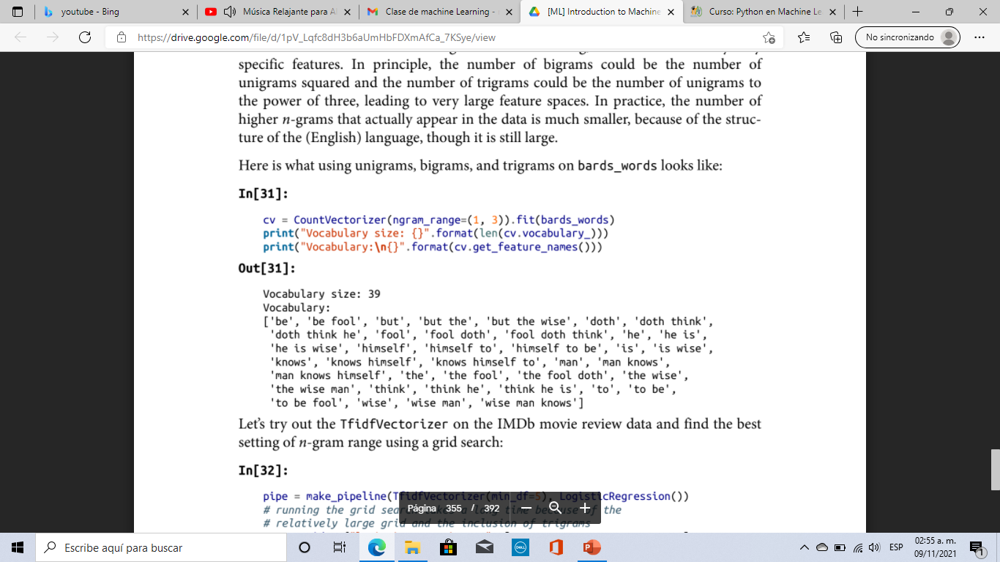 youtube - Bing
Música Relajante para Al
Clase de machine Learning -
[ML] Introduction to Machine
Curso: Python en Machine Le
https://drive.google.com/file/d/1pV_Lqfc8dH3b6aUmHbFDXmAfCa_7KSye/view
No sincronizando
specific features. In principle, the number of bigrams could be the number of
unigrams squared and the number of trigrams could be the number of unigrams to
the power of three, leading to very large feature spaces. In practice, the number of
higher n-grams that actually appear in the data is much smaller, because of the struc-
ture of the (English) language, though it is still large.
Here is what using unigrams, bigrams, and trigrams on bards_words looks like:
In[31]:
cv = CountVectorizer(ngram_range=(1, 3)).fit(bards_words)
print("Vocabulary size: {}".format(len(cv.vocabulary_)))
print("Vocabulary:\n{}".format(cv.get_feature_names()))
Out[31]:
Vocabulary size: 39
Vocabulary:
['be', 'be fool', 'but', 'but the', 'but the wise', 'doth', 'doth think',
'doth think he', 'fool', 'fool doth', 'fool doth think', 'he', 'he is',
'he is wise', 'himself', 'himself to', 'himself to be', 'is', 'is wise',
'knows', 'knows himself', 'knows himself to', 'man', 'man knows',
'man knows himself', 'the', 'the fool', 'the fool doth', 'the wise',
'the wise man', 'think', 'think he', 'think he is', 'to', 'to be',
'to be fool', 'wise', 'wise man', 'wise man knows']
Let's try out the TfidfVectorizer on the IMDb movie review data and find the best
setting of n-gram range using a grid search:
In[32]:
pipe = make_pipeline(TfidfVectorizer(min_df=5), LogisticRegression())
# running the grid search takes a long time because of the
# relatively large grid and the inclusion of trigrams
Página 355 / 392
Escribe aquí para buscar
DELL
ESP
02:55 a. m.
09/11/2021
1